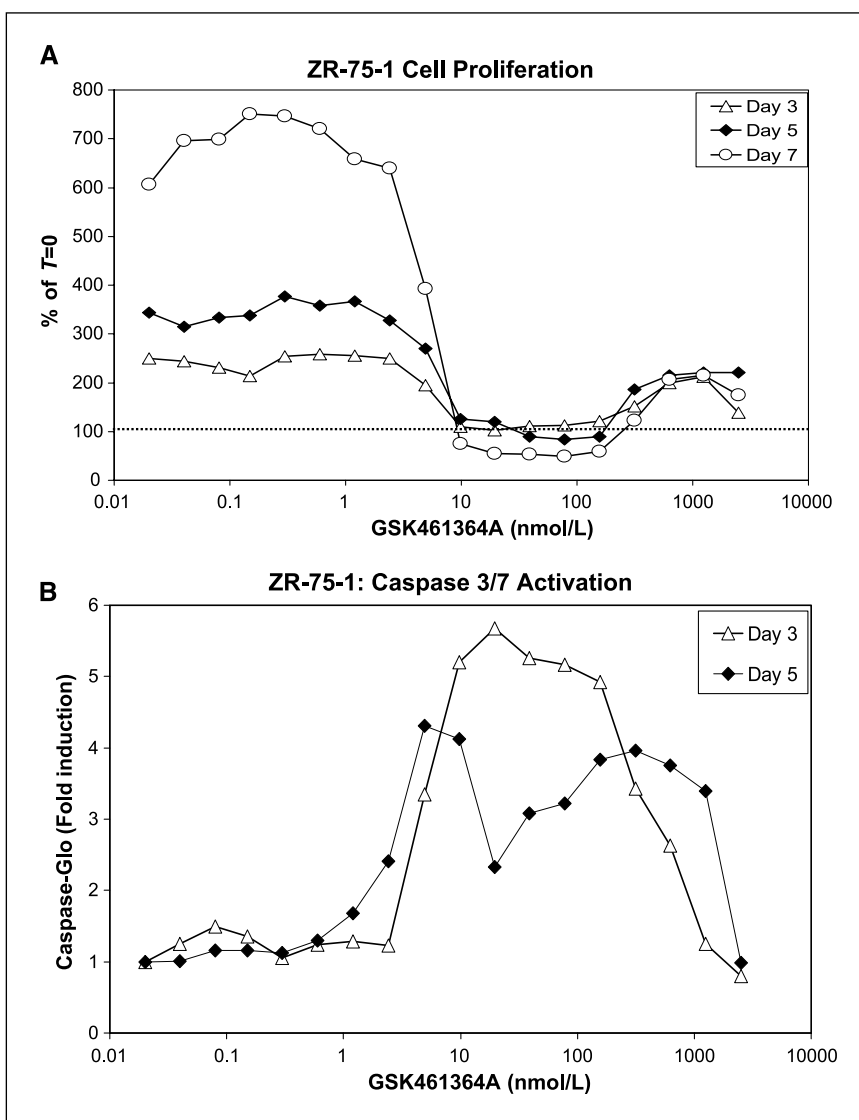 A
ZR-75-1 Cell Proliferation
800
700
600
500
400
300
200
100
0
% of T=0
Day 3
Day 5
Day 7
0.01 0.1 1 10 100 1000 10000
GSK461364A (nmol/L)
B
ZR-75-1: Caspase 3/7 Activation
6
5
4
3
2
1
0
Caspase-Glo (Fold induction)
Day 3
Day 5
0.01 0.1 1 10 100 1000 10000
GSK461364A (nmol/L)